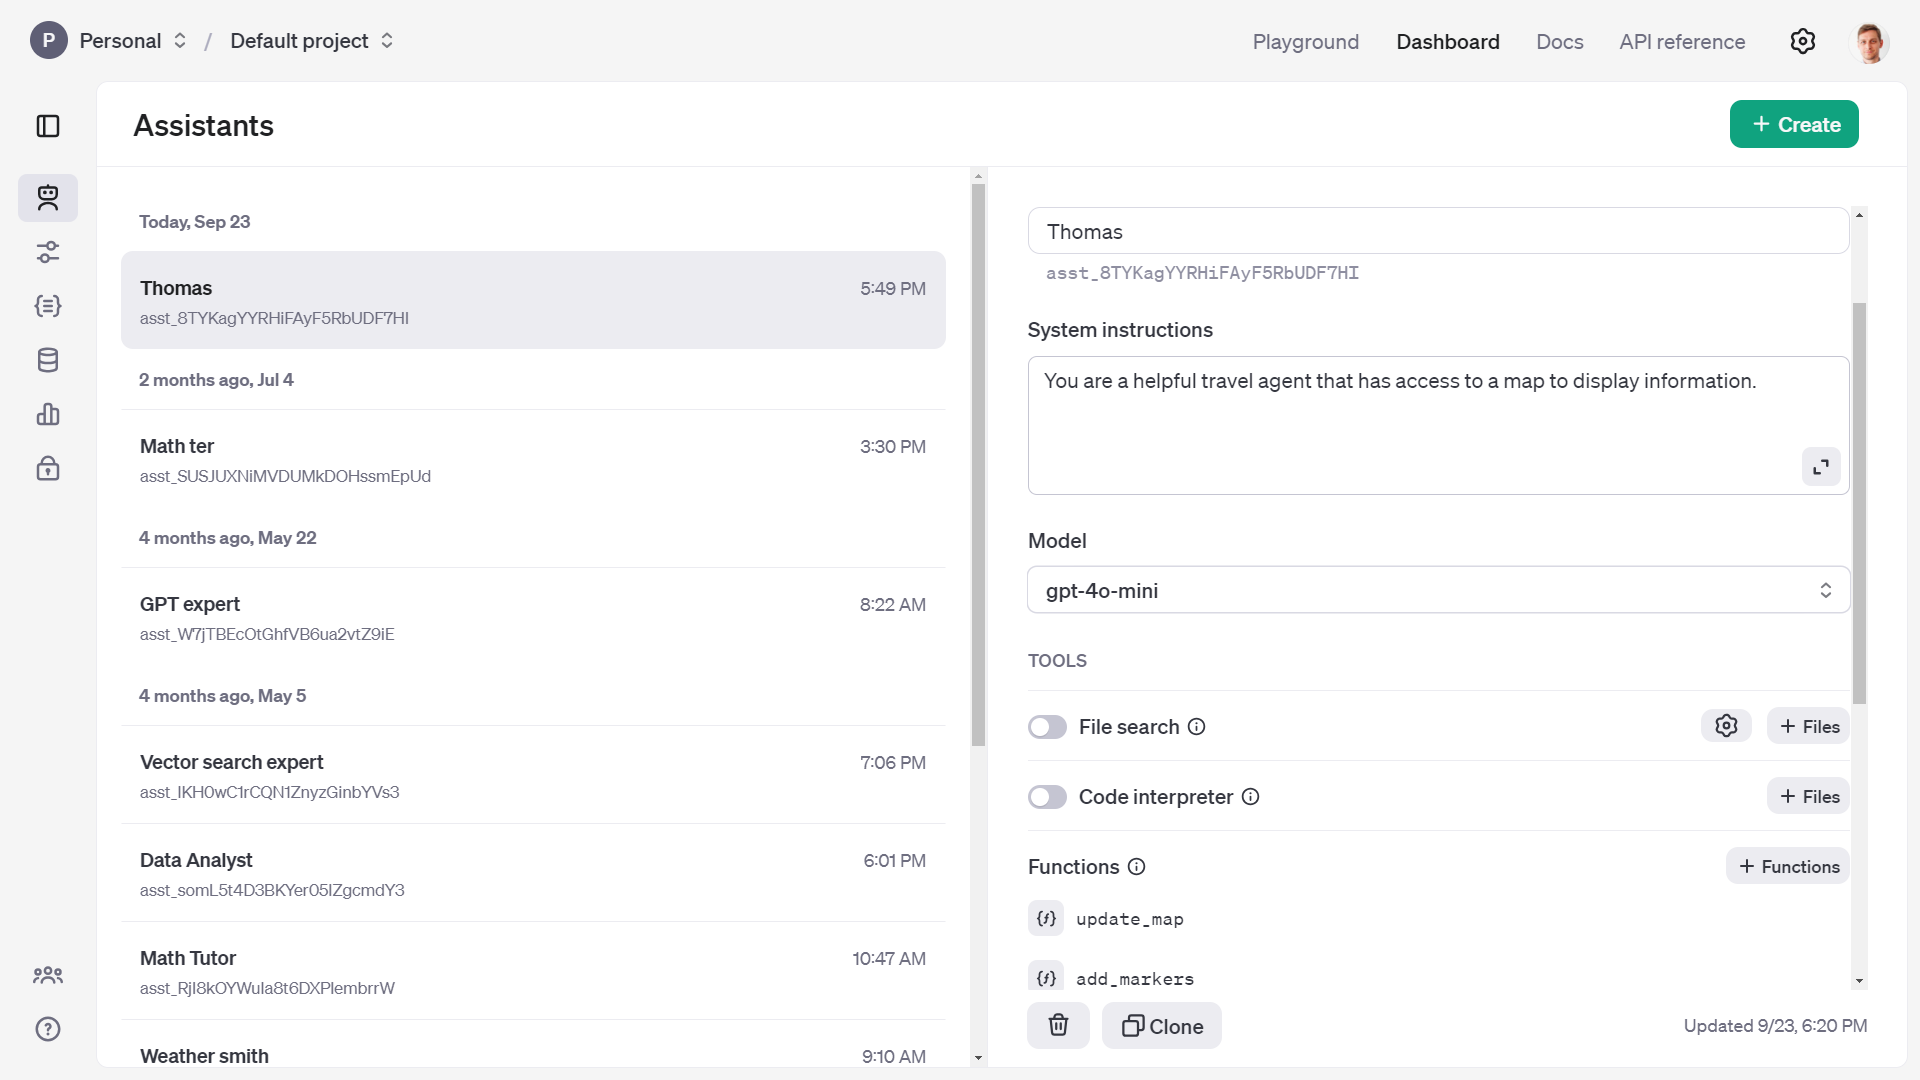 P Personal / Default project
Playground Dashboard Docs API reference
Assistants
+ Create
Today, Sep 23
Thomas 5:49 PM
asst_8TYKagYYRHiFAyF5RbUDF7HI
2 months ago, Jul 4
Math ter 3:30 PM
asst_SUSJUXNiMVDUMkDOHssmEpUd
4 months ago, May 22
GPT expert 8:22 AM
asst_W7jTBEcOtGhfVB6ua2vtZ9iE
4 months ago, May 5
Vector search expert 7:06 PM
asst_IKH0wC1rCQN1ZnyzGinbYVs3
Data Analyst 6:01 PM
asst_somL5t4D3BKYer05IZgcmdY3
Math Tutor 10:47 AM
asst_RjI8kOYWula8t6DXPlembrrW
Weather smith 9:10 AM
Thomas
asst_8TYKagYYRHiFAyF5RbUDF7HI
System instructions
You are a helpful travel agent that has access to a map to display information.
Model
gpt-4o-mini
TOOLS
File search + Files
Code interpreter + Files
Functions + Functions
update_map
add_markers
Clone
Updated 9/23, 6:20 PM